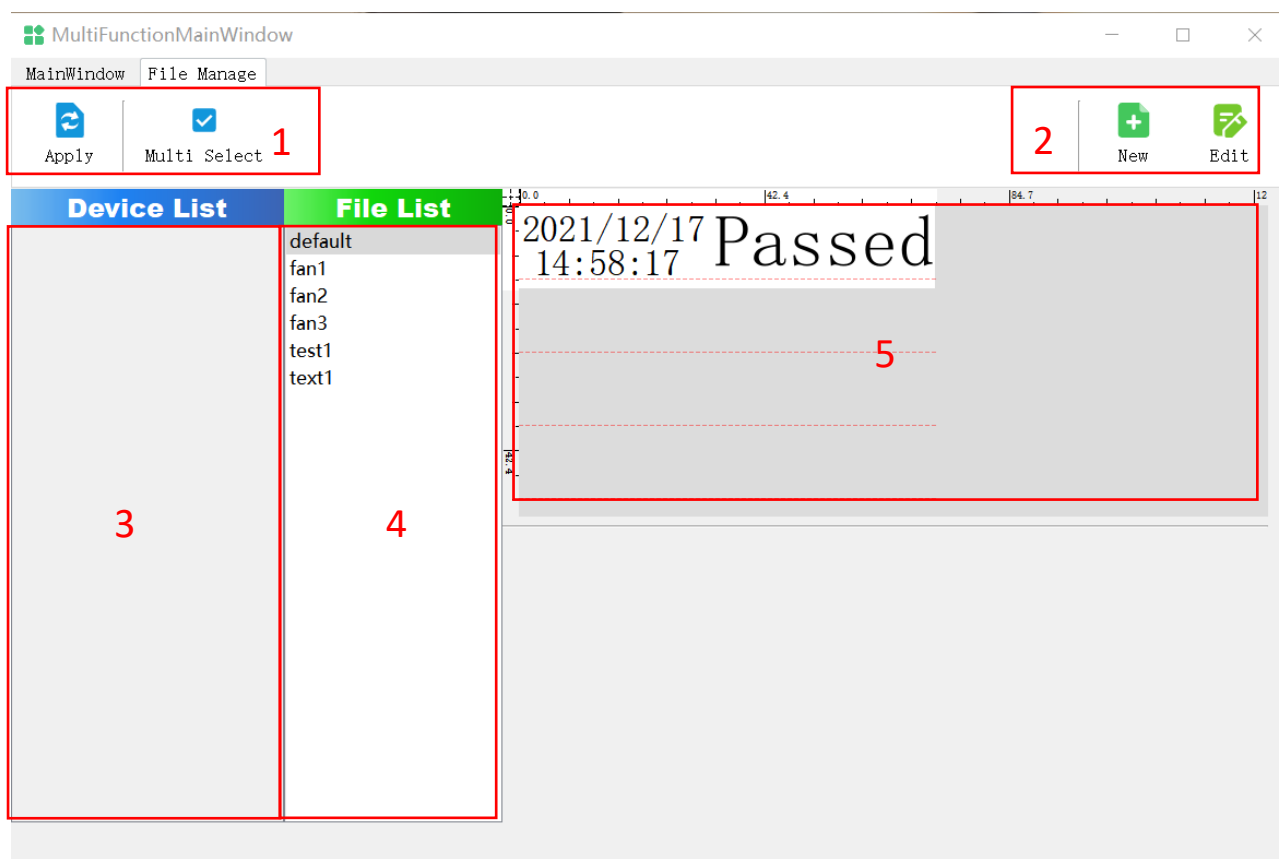 MultiFunctionMainWindow
MainWindow File Manage
Apply Multi Select 1 2 New Edit
Device List File List
0.0 42.4 84.7 12
default
fan1
fan2
fan3
test1
text1
2021/12/17 Passed
14:58:17
5
42.4
3 4